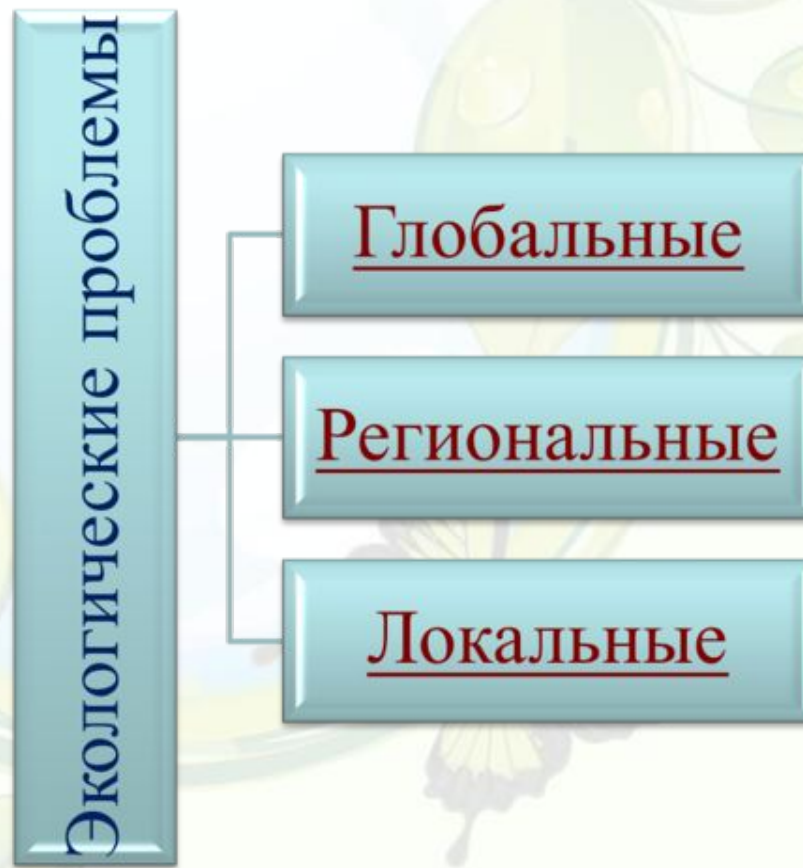 Экологические проблемы
Глобальные
Региональные
Локальные